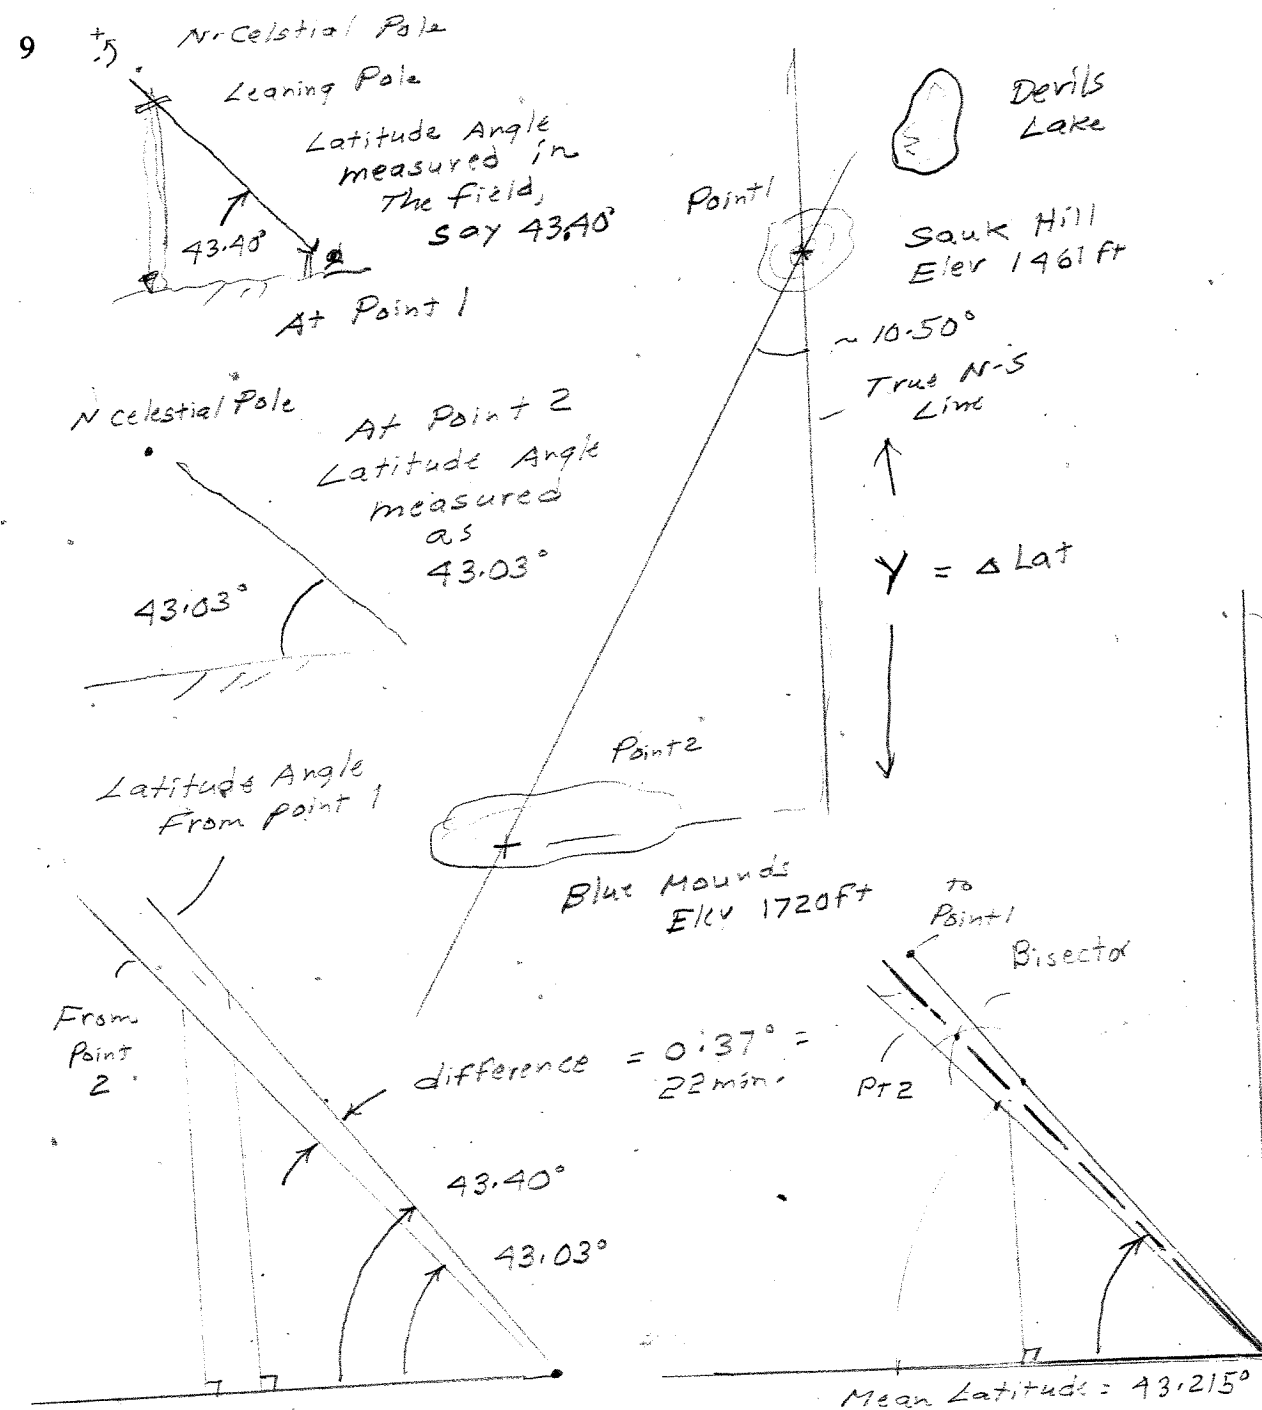 9
N. Celstial Pole
Leaning Pole
Latitude Angle
measured in
The field,
say 43.40°
43.40°
At Point 1
N celestial Pole
At Point 2
Latitude Angle
measured
as
43.03°
43.03°
Point 1
Devils
Lake
Sauk Hill
Elev 1461 ft
~ 10.50°
True N-S
Line
Y = Δ Lat
Point 2
Blue Mounds
Elev 1720 ft
Latitude Angle
From point 1
From
Point
2
difference = 0.37° =
22 min.
43.40°
43.03°
to
Point 1
Bisector
PT 2
Mean Latitude = 43.215°